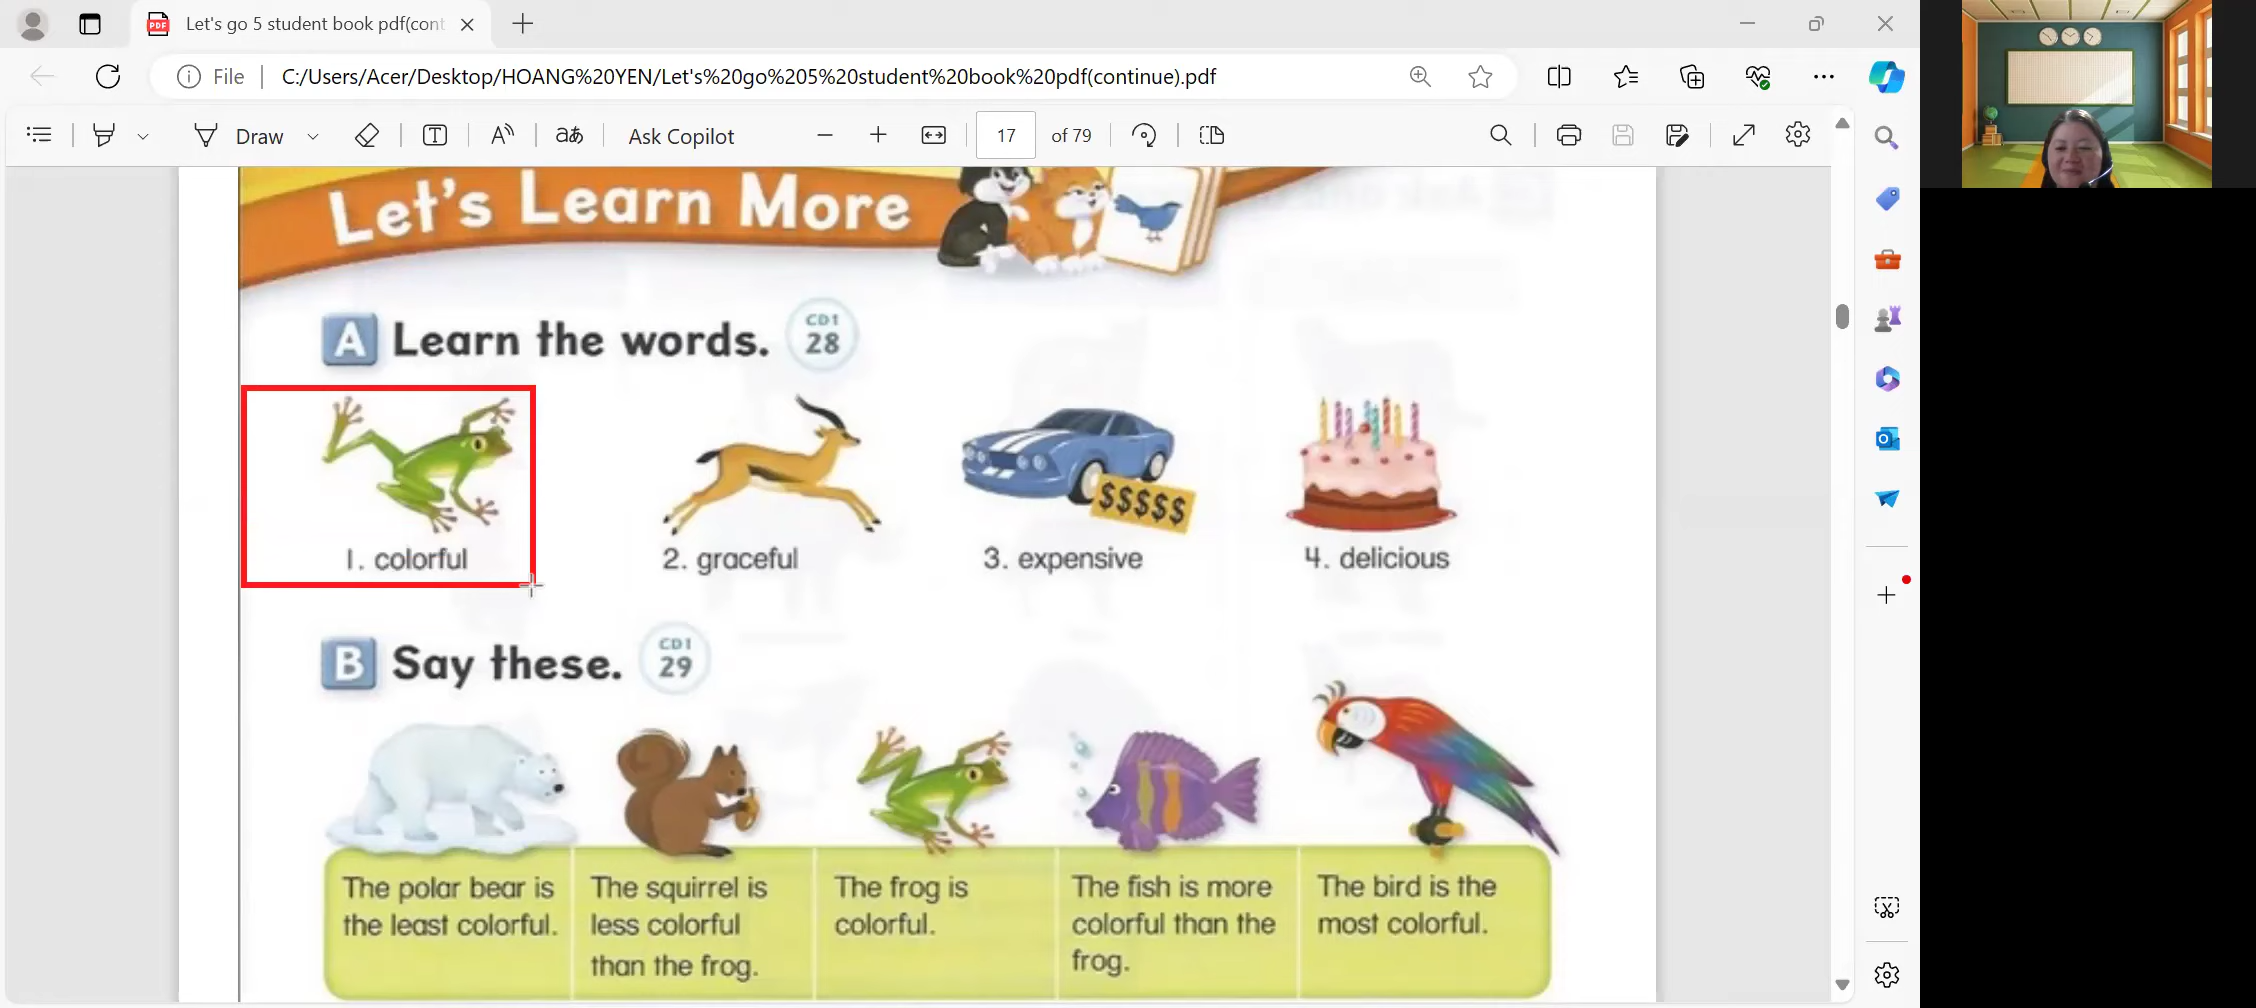 Let's go 5 student book pdf(cont
File
C:/Users/Acer/Desktop/HOANG%20YEN/Let's%20go%205%20student%20book%20pdf(continue).pdf
Draw
Ask Copilot
17
of 79
Let's Learn More
A Learn the words.
CD1
28
1. colorful
2. graceful
$$$$$
3. expensive
4. delicious
B Say these.
CD1
29
The polar bear is
the least colorful.
The squirrel is
less colorful
than the frog.
The frog is
colorful.
The fish is more
colorful than the
frog.
The bird is the
most colorful.